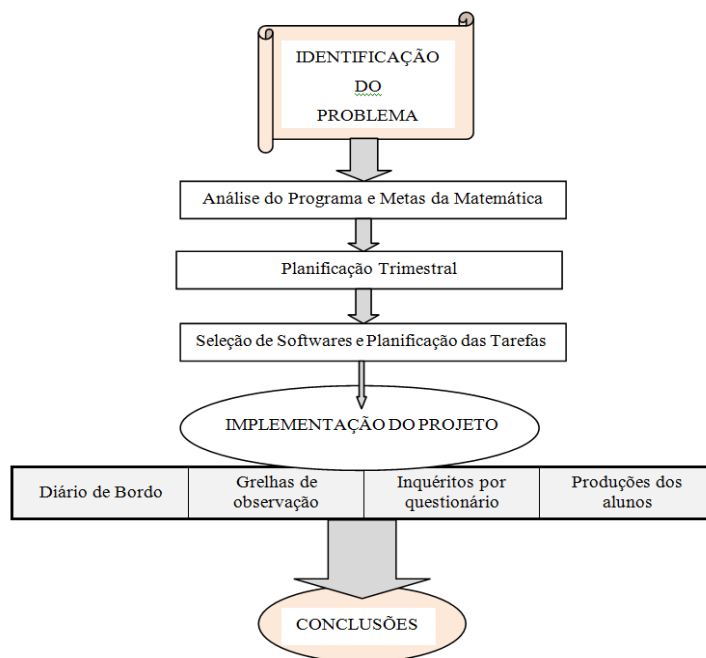 IDENTIFICAÇÃO
DO
PROBLEMA
Análise do Programa e Metas da Matemática
Planificação Trimestral
Seleção de Softwares e Planificação das Tarefas
IMPLEMENTAÇÃO DO PROJETO
Diário de Bordo
Grelhas de
observação
Inquéritos por
questionário
Produções dos
alunos
CONCLUSÕES